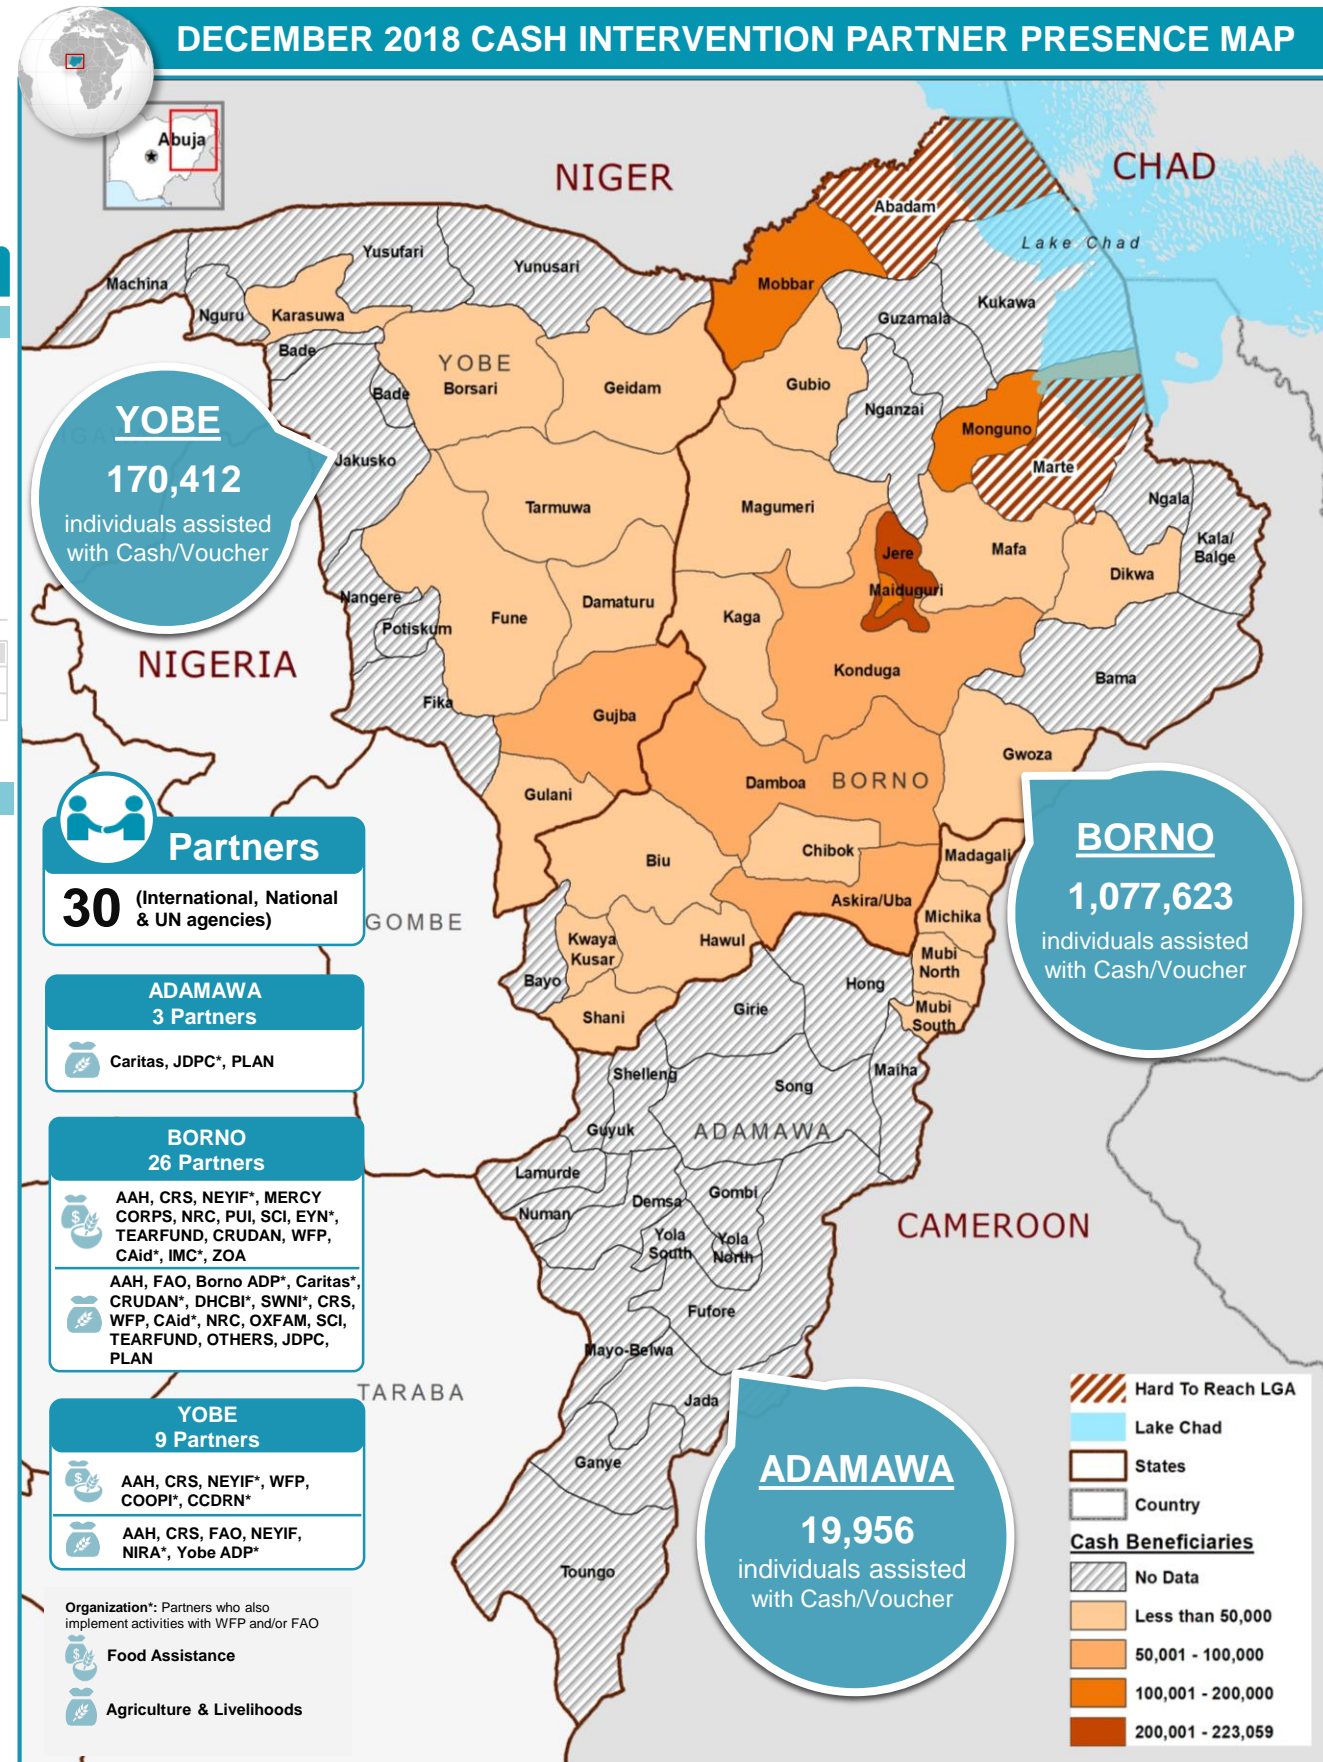 DECEMBER 2018 CASH INTERVENTION PARTNER PRESENCE MAP
Abuja
NIGER
CHAD
Abadam
Lake Chad
Yusufari
Yunusari
Machina
Mobbar
Kukawa
Nguru
Karasuwa
Guzamala
Bade
YOBE
Borsari
Geidam
Gubio
Bade
Nganzai
Monguno
YOBE
170,412
individuals assisted
with Cash/Voucher
Jakusko
Marte
Ngala
Tarmuwa
Magumeri
Kala/
Balge
Jere
Mafa
Dikwa
Maiduguri
Nangere
Damaturu
Kaga
Fune
Potiskum
NIGERIA
Konduga
Bama
Fika
Gujba
Gwoza
Damboa
BORNO
Gulani
Partners
30
(International, National
& UN agencies)
GOMBE
Biu
Chibok
Madagali
BORNO
1,077,623
individuals assisted
with Cash/Voucher
Askira/Uba
Michika
Kwaya
Kusar
Hawul
Mubi
North
Bayo
Hong
Shani
Girie
Mubi
South
ADAMAWA
3 Partners
Caritas, JDPC*, PLAN
Shelleng
Song
Maiha
Guyuk
ADAMAWA
BORNO
26 Partners
AAH, CRS, NEYIF*, MERCY
CORPS, NRC, PUI, SCI, EYN*,
TEARFUND, CRUDAN, WFP,
CAid*, IMC*, ZOA
AAH, FAO, Borno ADP*, Caritas*,
CRUDAN*, DHCBI*, SWNI*, CRS,
WFP, CAid*, NRC, OXFAM, SCI,
TEARFUND, OTHERS, JDPC,
PLAN
Lamurde
Demsa
Gombi
Numan
Yola
South
Yola
North
CAMEROON
Fufore
Mayo-Belwa
TARABA
Jada
YOBE
9 Partners
AAH, CRS, NEYIF*, WFP,
COOPI*, CCDRN*
AAH, CRS, FAO, NEYIF,
NIRA*, Yobe ADP*
Ganye
Toungo
ADAMAWA
19,956
individuals assisted
with Cash/Voucher
Organization*: Partners who also
implement activities with WFP and/or FAO
Food Assistance
Agriculture & Livelihoods
Hard To Reach LGA
Lake Chad
States
Country
Cash Beneficiaries
No Data
Less than 50,000
50,001 - 100,000
100,001 - 200,000
200,001 - 223,059